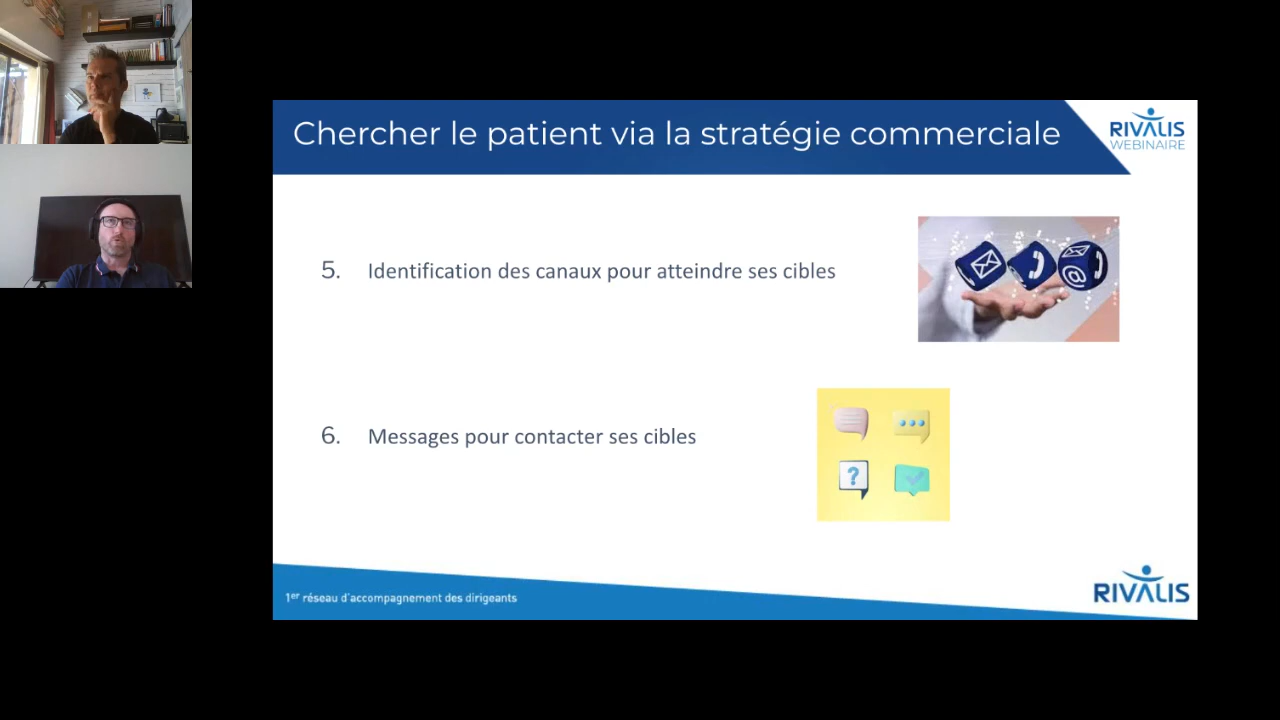 Chercher le patient via la stratégie commerciale
RIVALIS
WEBINAIRE
5. Identification des canaux pour atteindre ses cibles
@
6. Messages pour contacter ses cibles
?
1er réseau d'accompagnement des dirigeants
RIVALIS